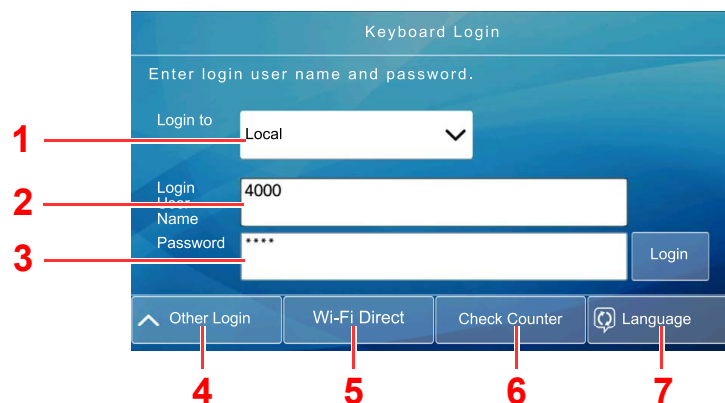 Keyboard Login
Enter login user name and password.
Login to
1
Local
Login
User
Name
2
4000
Password
3
****
Login
Other Login
Wi-Fi Direct
Check Counter
Language
4
5
6
7